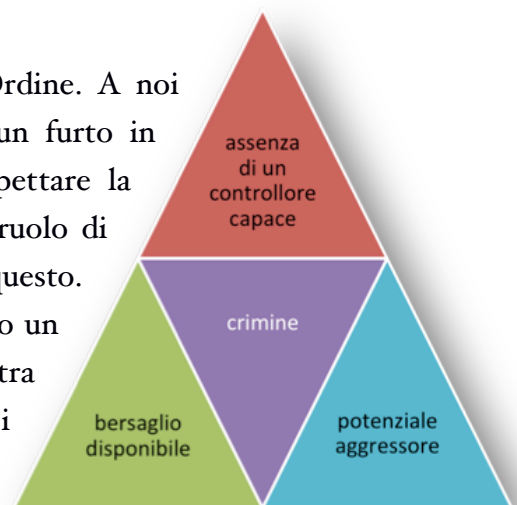 Ordine. A noi
un furto in
pettare la
ruolo di
questo.
o un
tra
i
assenza
di un
controllore
capace
crimine
bersaglio
disponibile
potenziale
aggressore